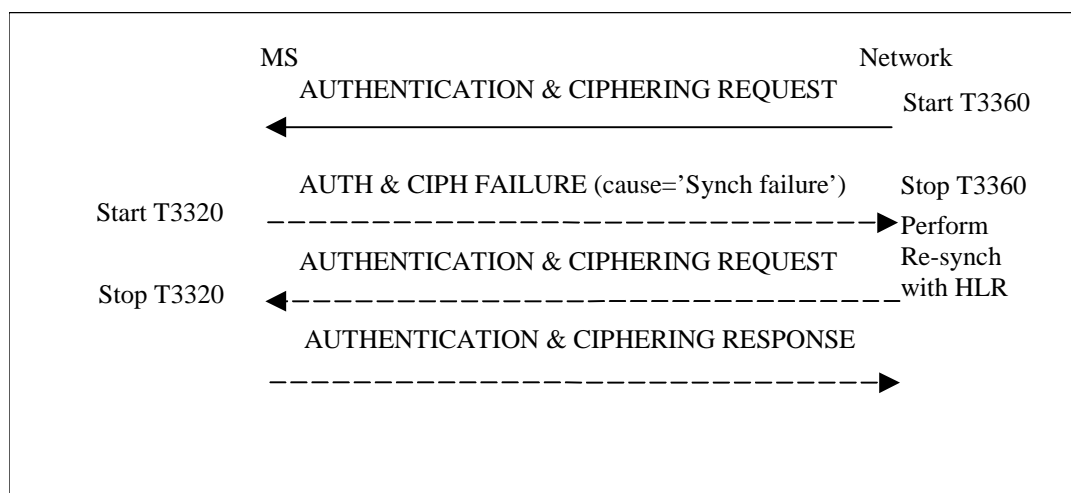 MS
Network
AUTHENTICATION & CIPHERING REQUEST
Start T3360
AUTH & CIPH FAILURE (cause=’Synch failure’)
Stop T3360
Start T3320
Perform
Re-synch
with HLR
AUTHENTICATION & CIPHERING REQUEST
Stop T3320
AUTHENTICATION & CIPHERING RESPONSE